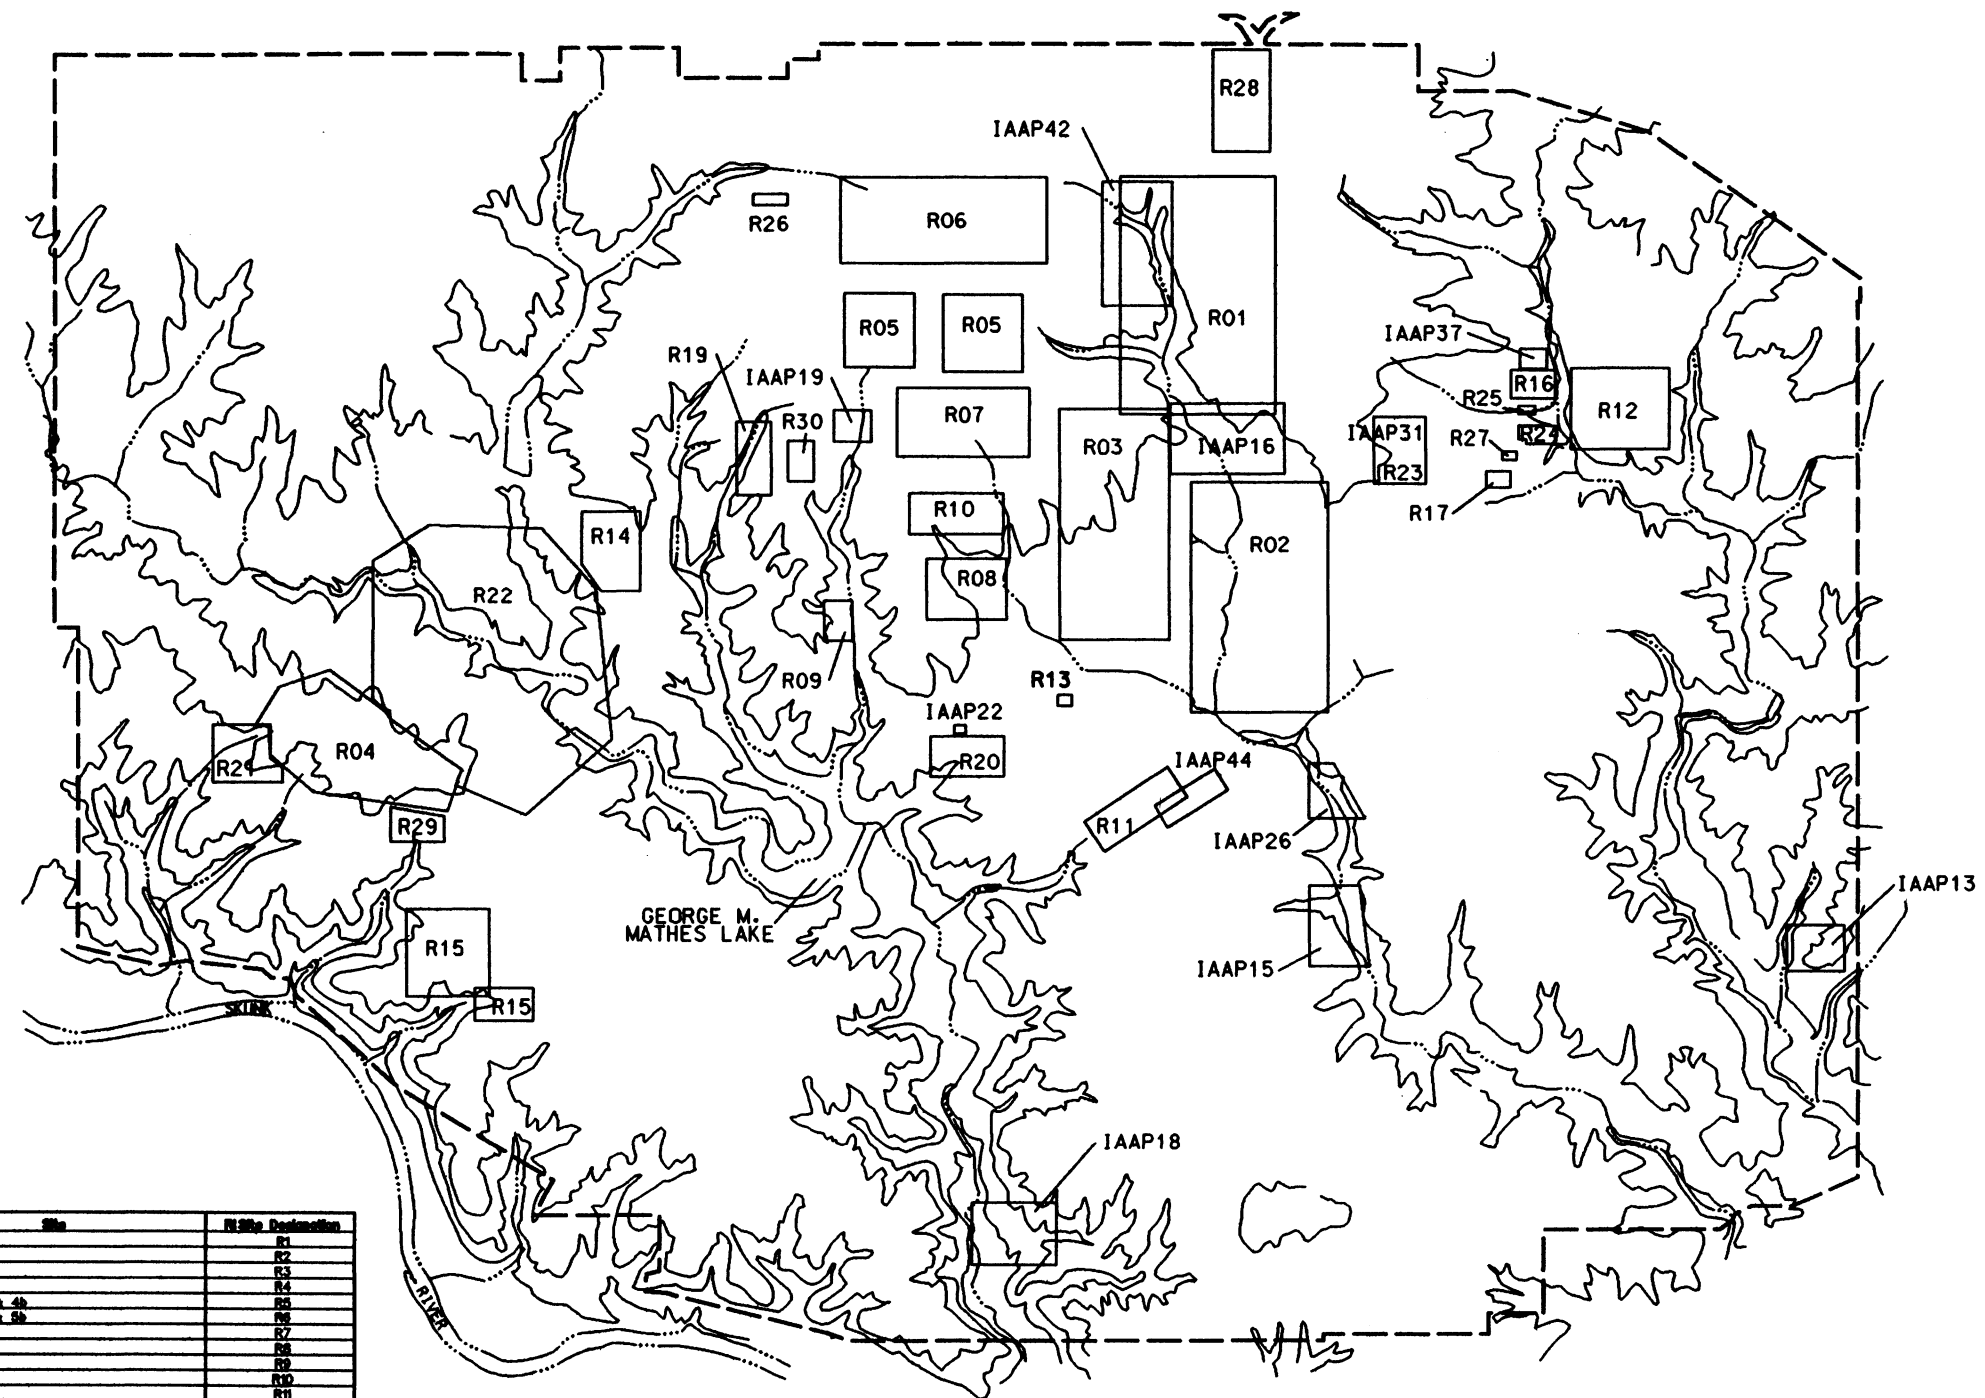 R28
IAAP42
R26
R06
R01
R05
R05
IAAP37
R19
IAAP19
R16
R25
R30
R07
R03
IAAP16
IAAP31
R12
R24
R27
R23
R10
R17
R14
R02
R08
R22
R09
R13
IAAP22
R04
R29
R20
IAAP44
R29
R11
IAAP26
IAAP13
GEORGE M.
MATHES LAKE
R15
IAAP15
R15
SKUNK
IAAP18
RIVER
Site RI Site Designation
R1
R2
R3
R4
4b R5
5b R6
R7
R8
R9
R10
R11